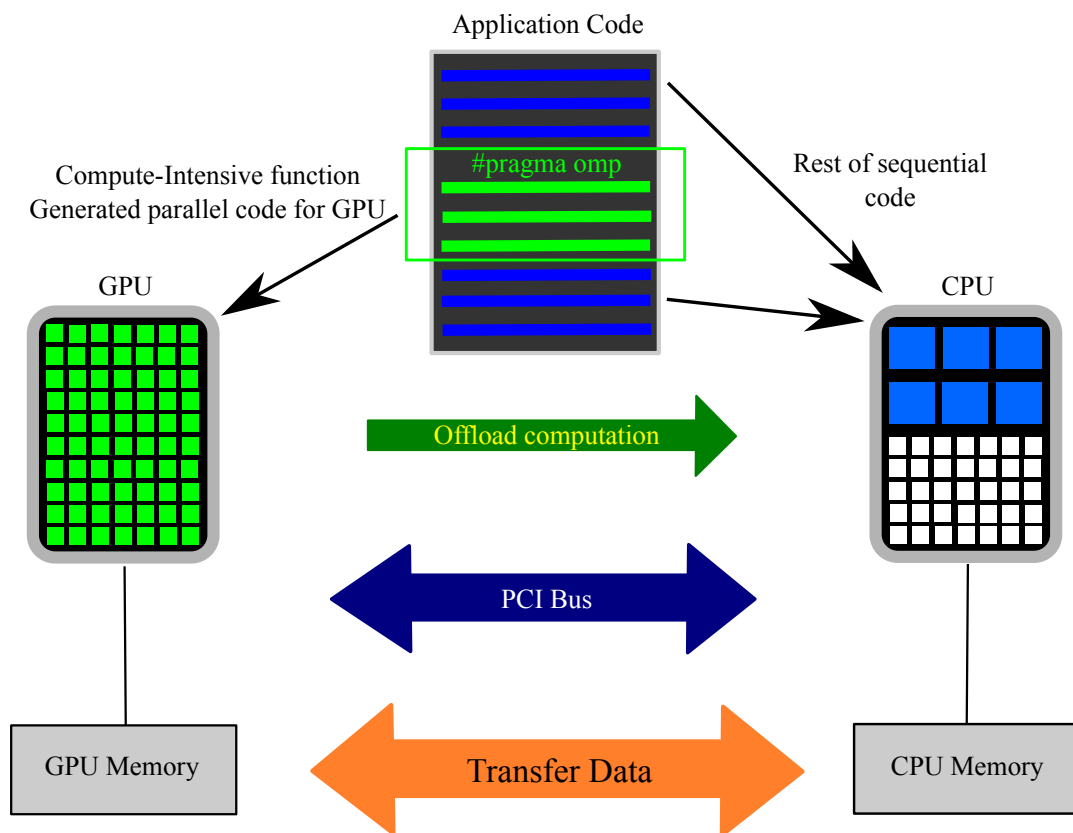 Application Code
#pragma omp
Compute-Intensive function
Generated parallel code for GPU
Rest of sequential
code
GPU
CPU
Offload computation
PCI Bus
GPU Memory
Transfer Data
CPU Memory